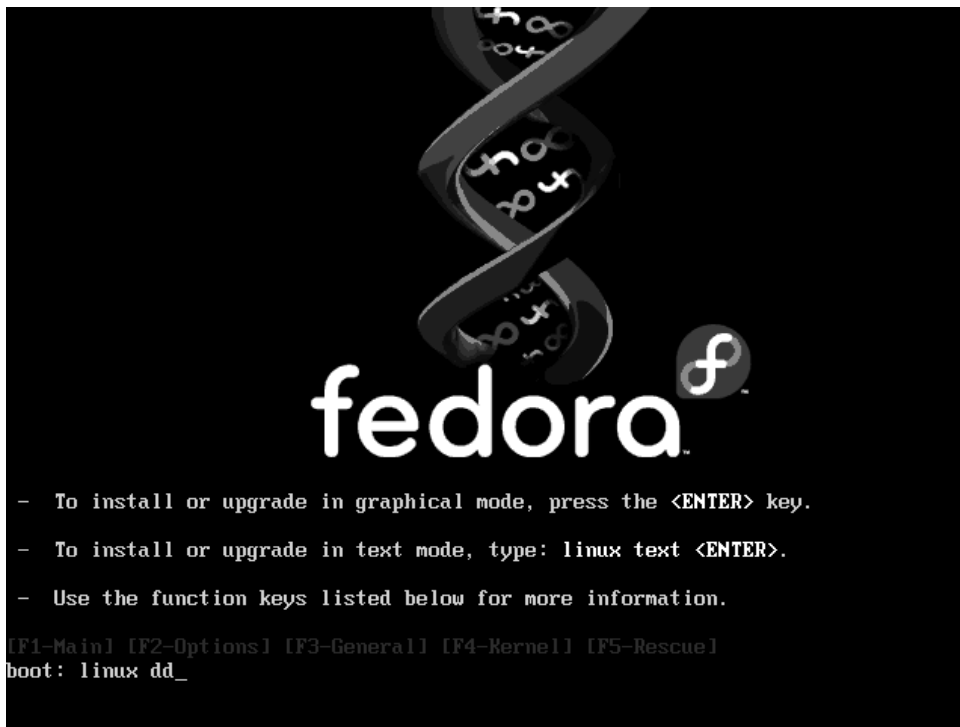 fedora™
- To install or upgrade in graphical mode, press the <ENTER> key.
- To install or upgrade in text mode, type: linux text <ENTER>.
- Use the function keys listed below for more information.
[F1-Main] [F2-Options] [F3-General] [F4-Kernel] [F5-Rescue]
boot: linux dd_